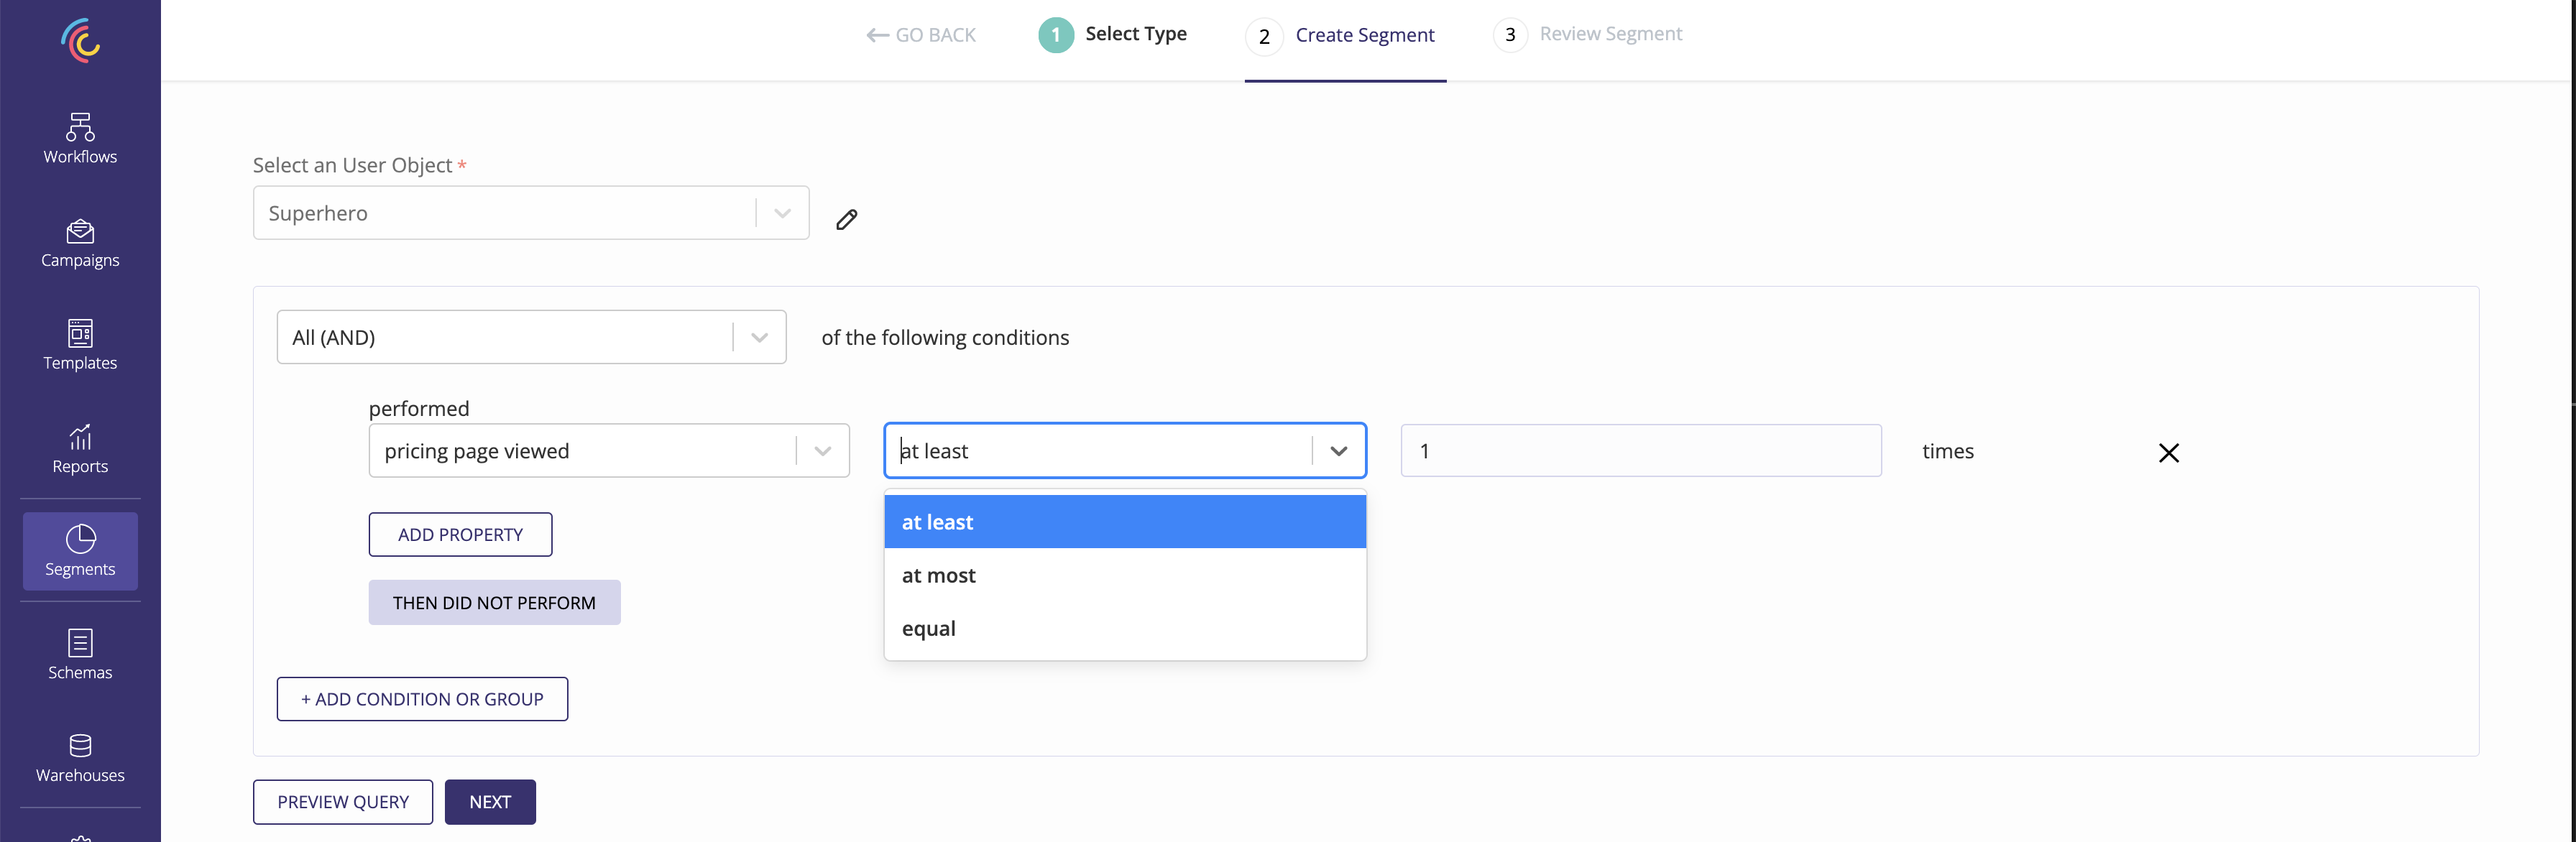 GO BACK
1 Select Type
2 Create Segment
3 Review Segment
Workflows
Campaigns
Templates
Reports
Segments
Schemas
Warehouses
Select an User Object *
Superhero
All (AND) of the following conditions
performed
pricing page viewed at least 1 times
at least
at most
equal
ADD PROPERTY
THEN DID NOT PERFORM
+ ADD CONDITION OR GROUP
PREVIEW QUERY NEXT